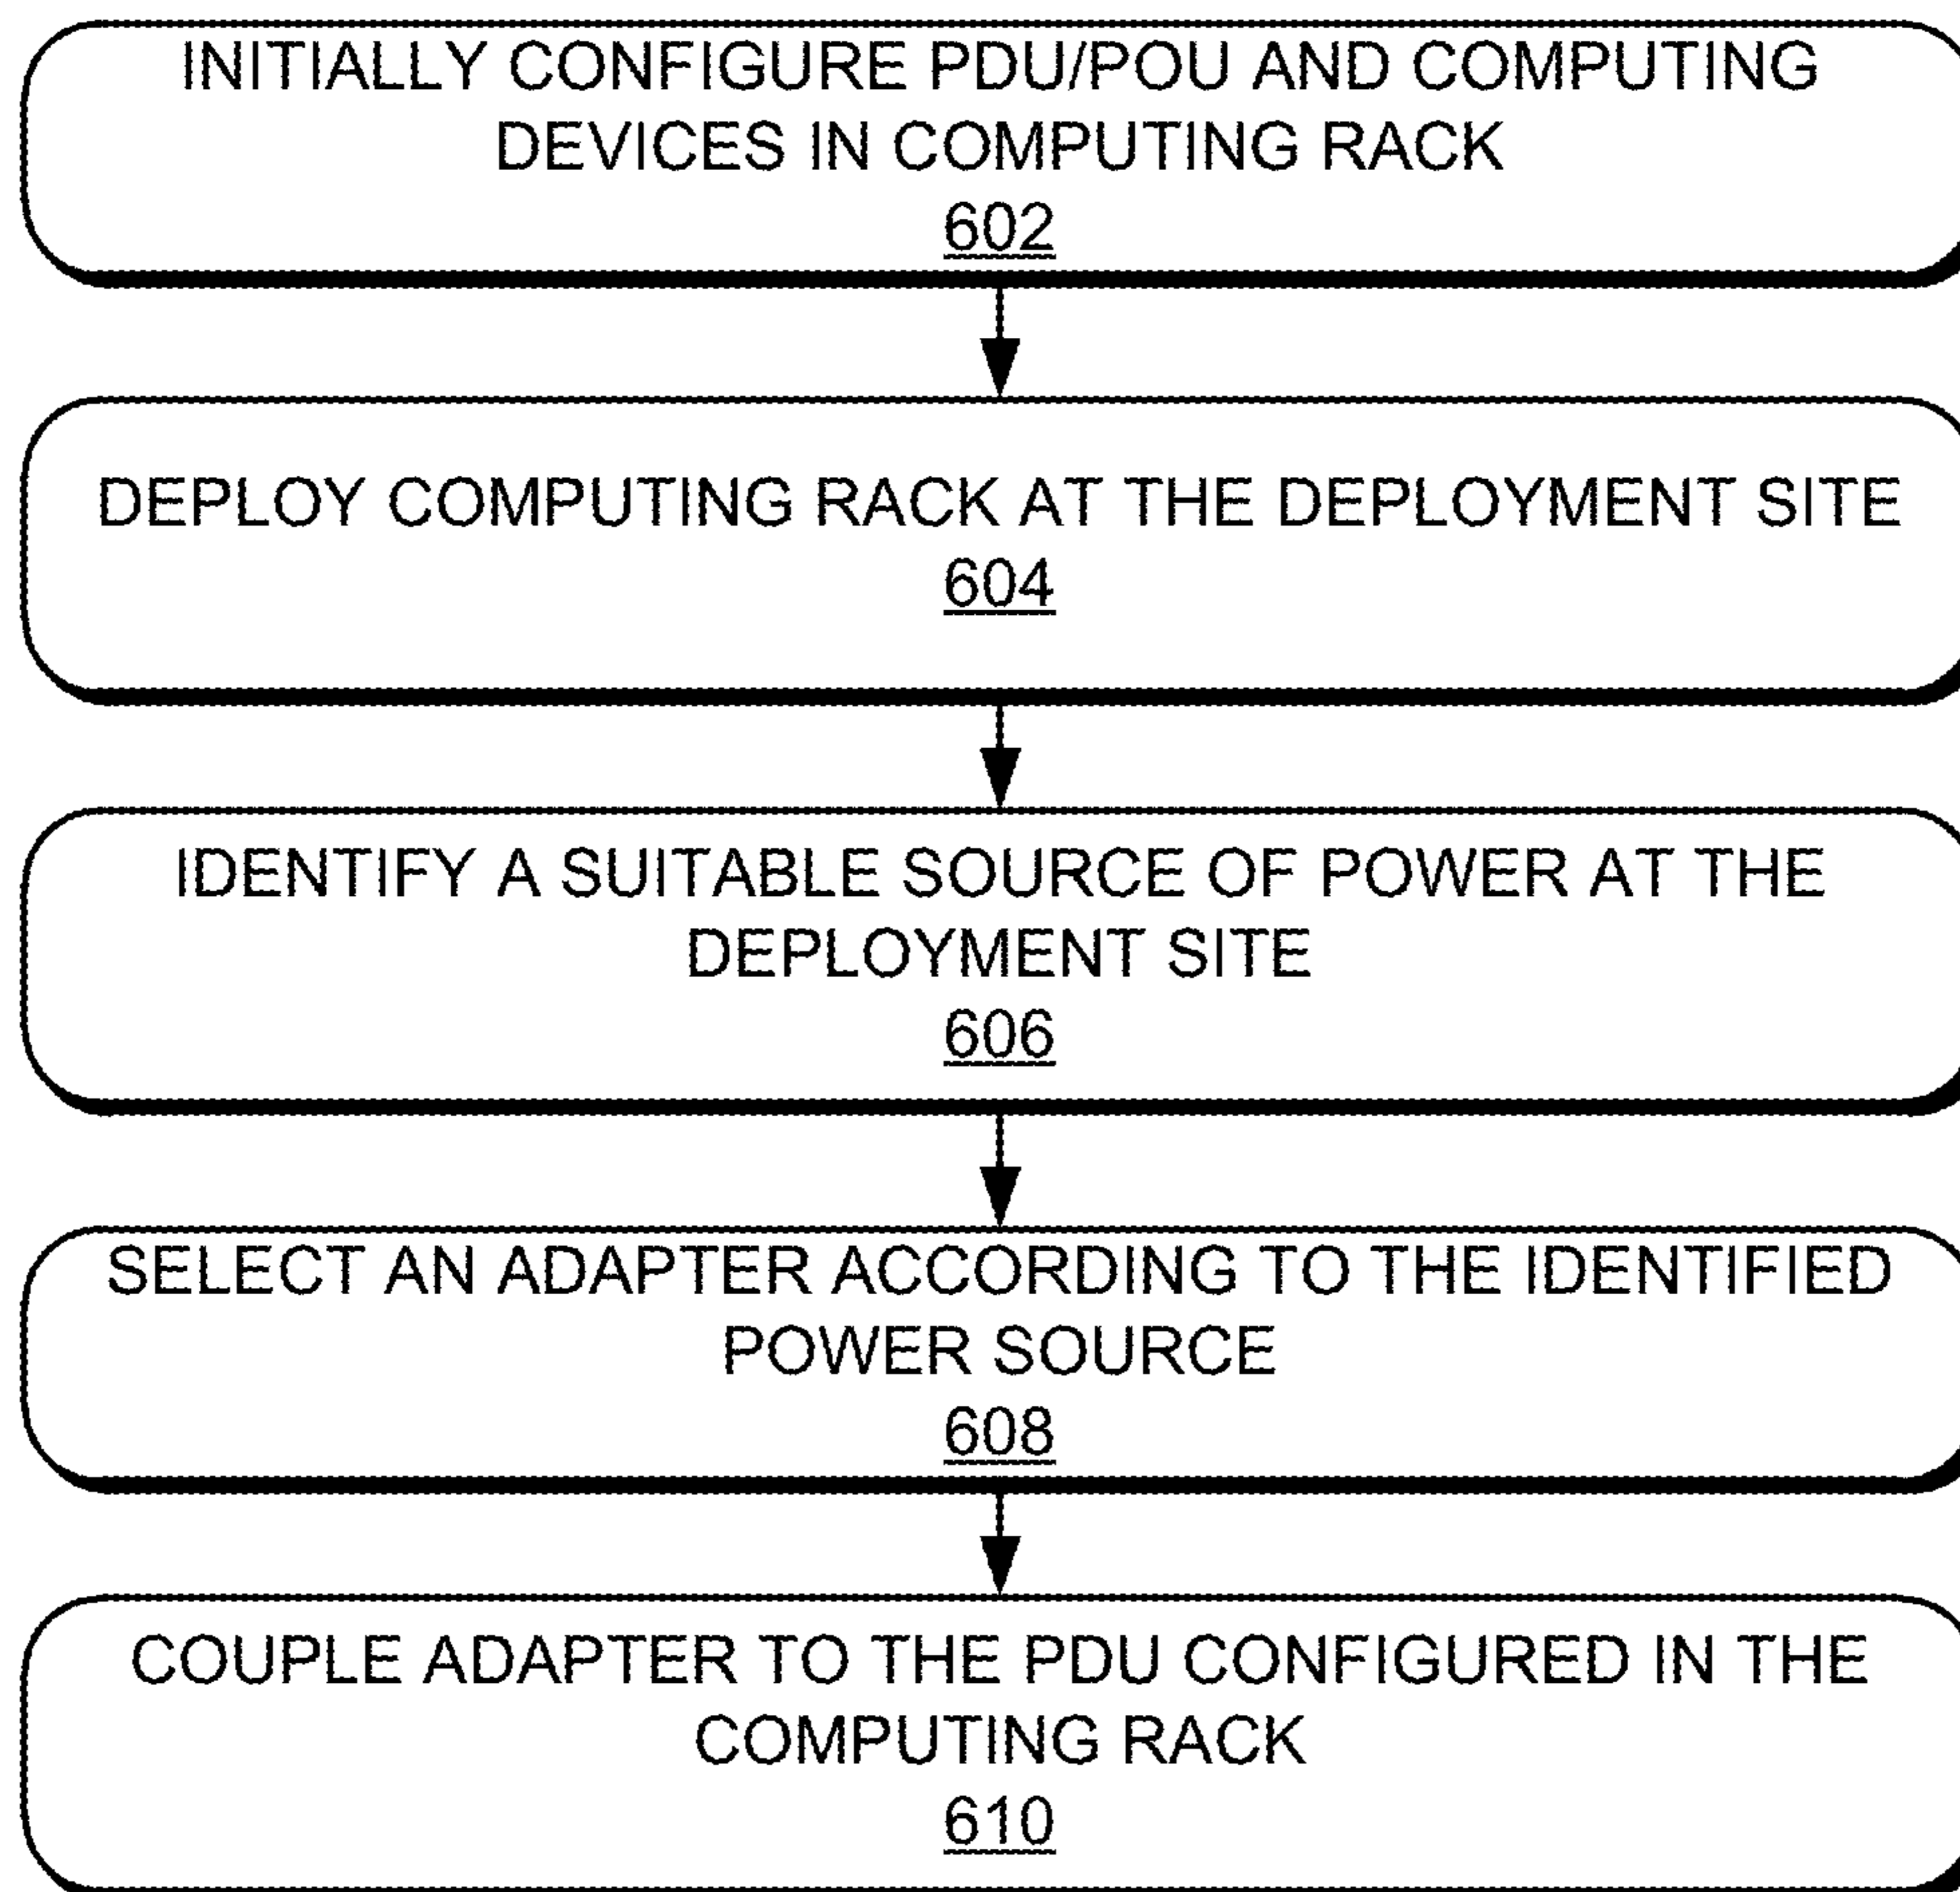 INITIALLY CONFIGURE PDU/POU AND COMPUTING
DEVICES IN COMPUTING RACK
602
DEPLOY COMPUTING RACK AT THE DEPLOYMENT SITE
604
IDENTIFY A SUITABLE SOURCE OF POWER AT THE
DEPLOYMENT SITE
606
SELECT AN ADAPTER ACCORDING TO THE IDENTIFIED
POWER SOURCE
608
COUPLE ADAPTER TO THE PDU CONFIGURED IN THE
COMPUTING RACK
610